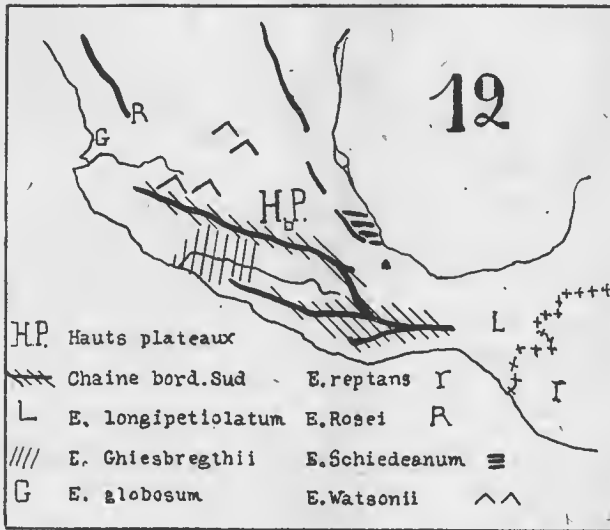 12
R
G
H.P.
L
r
H.P. Hauts plateaux
Chaine bord.Sud E.reptans r
L E. longipetiolatum E.Rosei R
E. Ghiesbregthii E.Schiedeanum
G E. globosum E.Watsonii